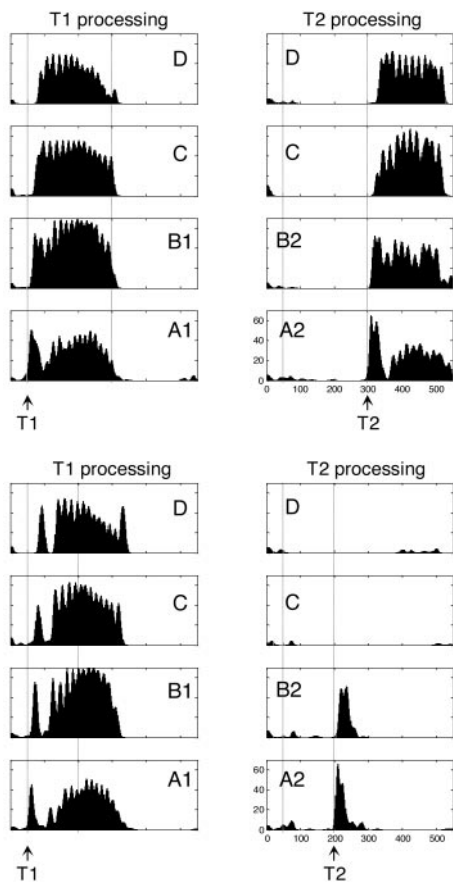 T1 processing
T2 processing
D
D
C
C
B1
B2
A1
60
40
20
0
A2
0 100 200 300 400 500
T1
T2
T1 processing
T2 processing
D
D
C
C
B1
B2
A1
60
40
20
0
A2
0 100 200 300 400 500
T1
T2